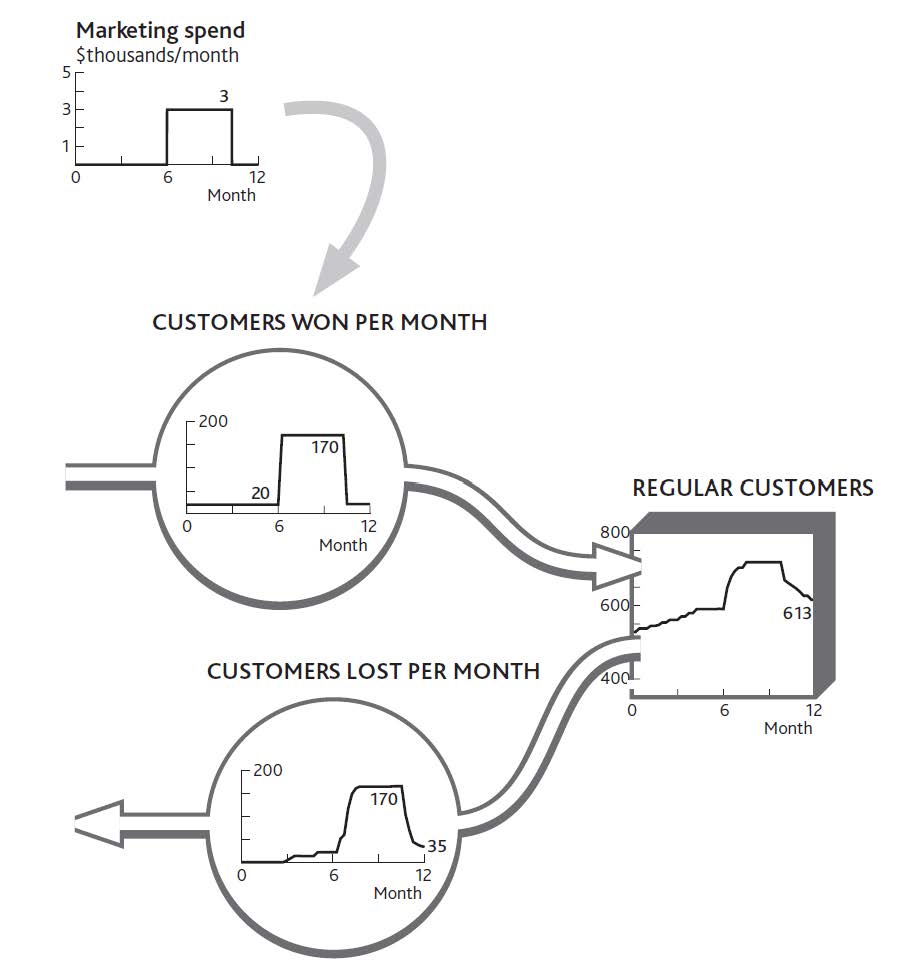 Marketing spend
$thousands/month
5
3
3
1
0 6 12
Month
CUSTOMERS WON PER MONTH
200
170
20
0 6 12
Month
REGULAR CUSTOMERS
800
600
613
400
0 6 12
Month
CUSTOMERS LOST PER MONTH
200
170
35
0 6 12
Month